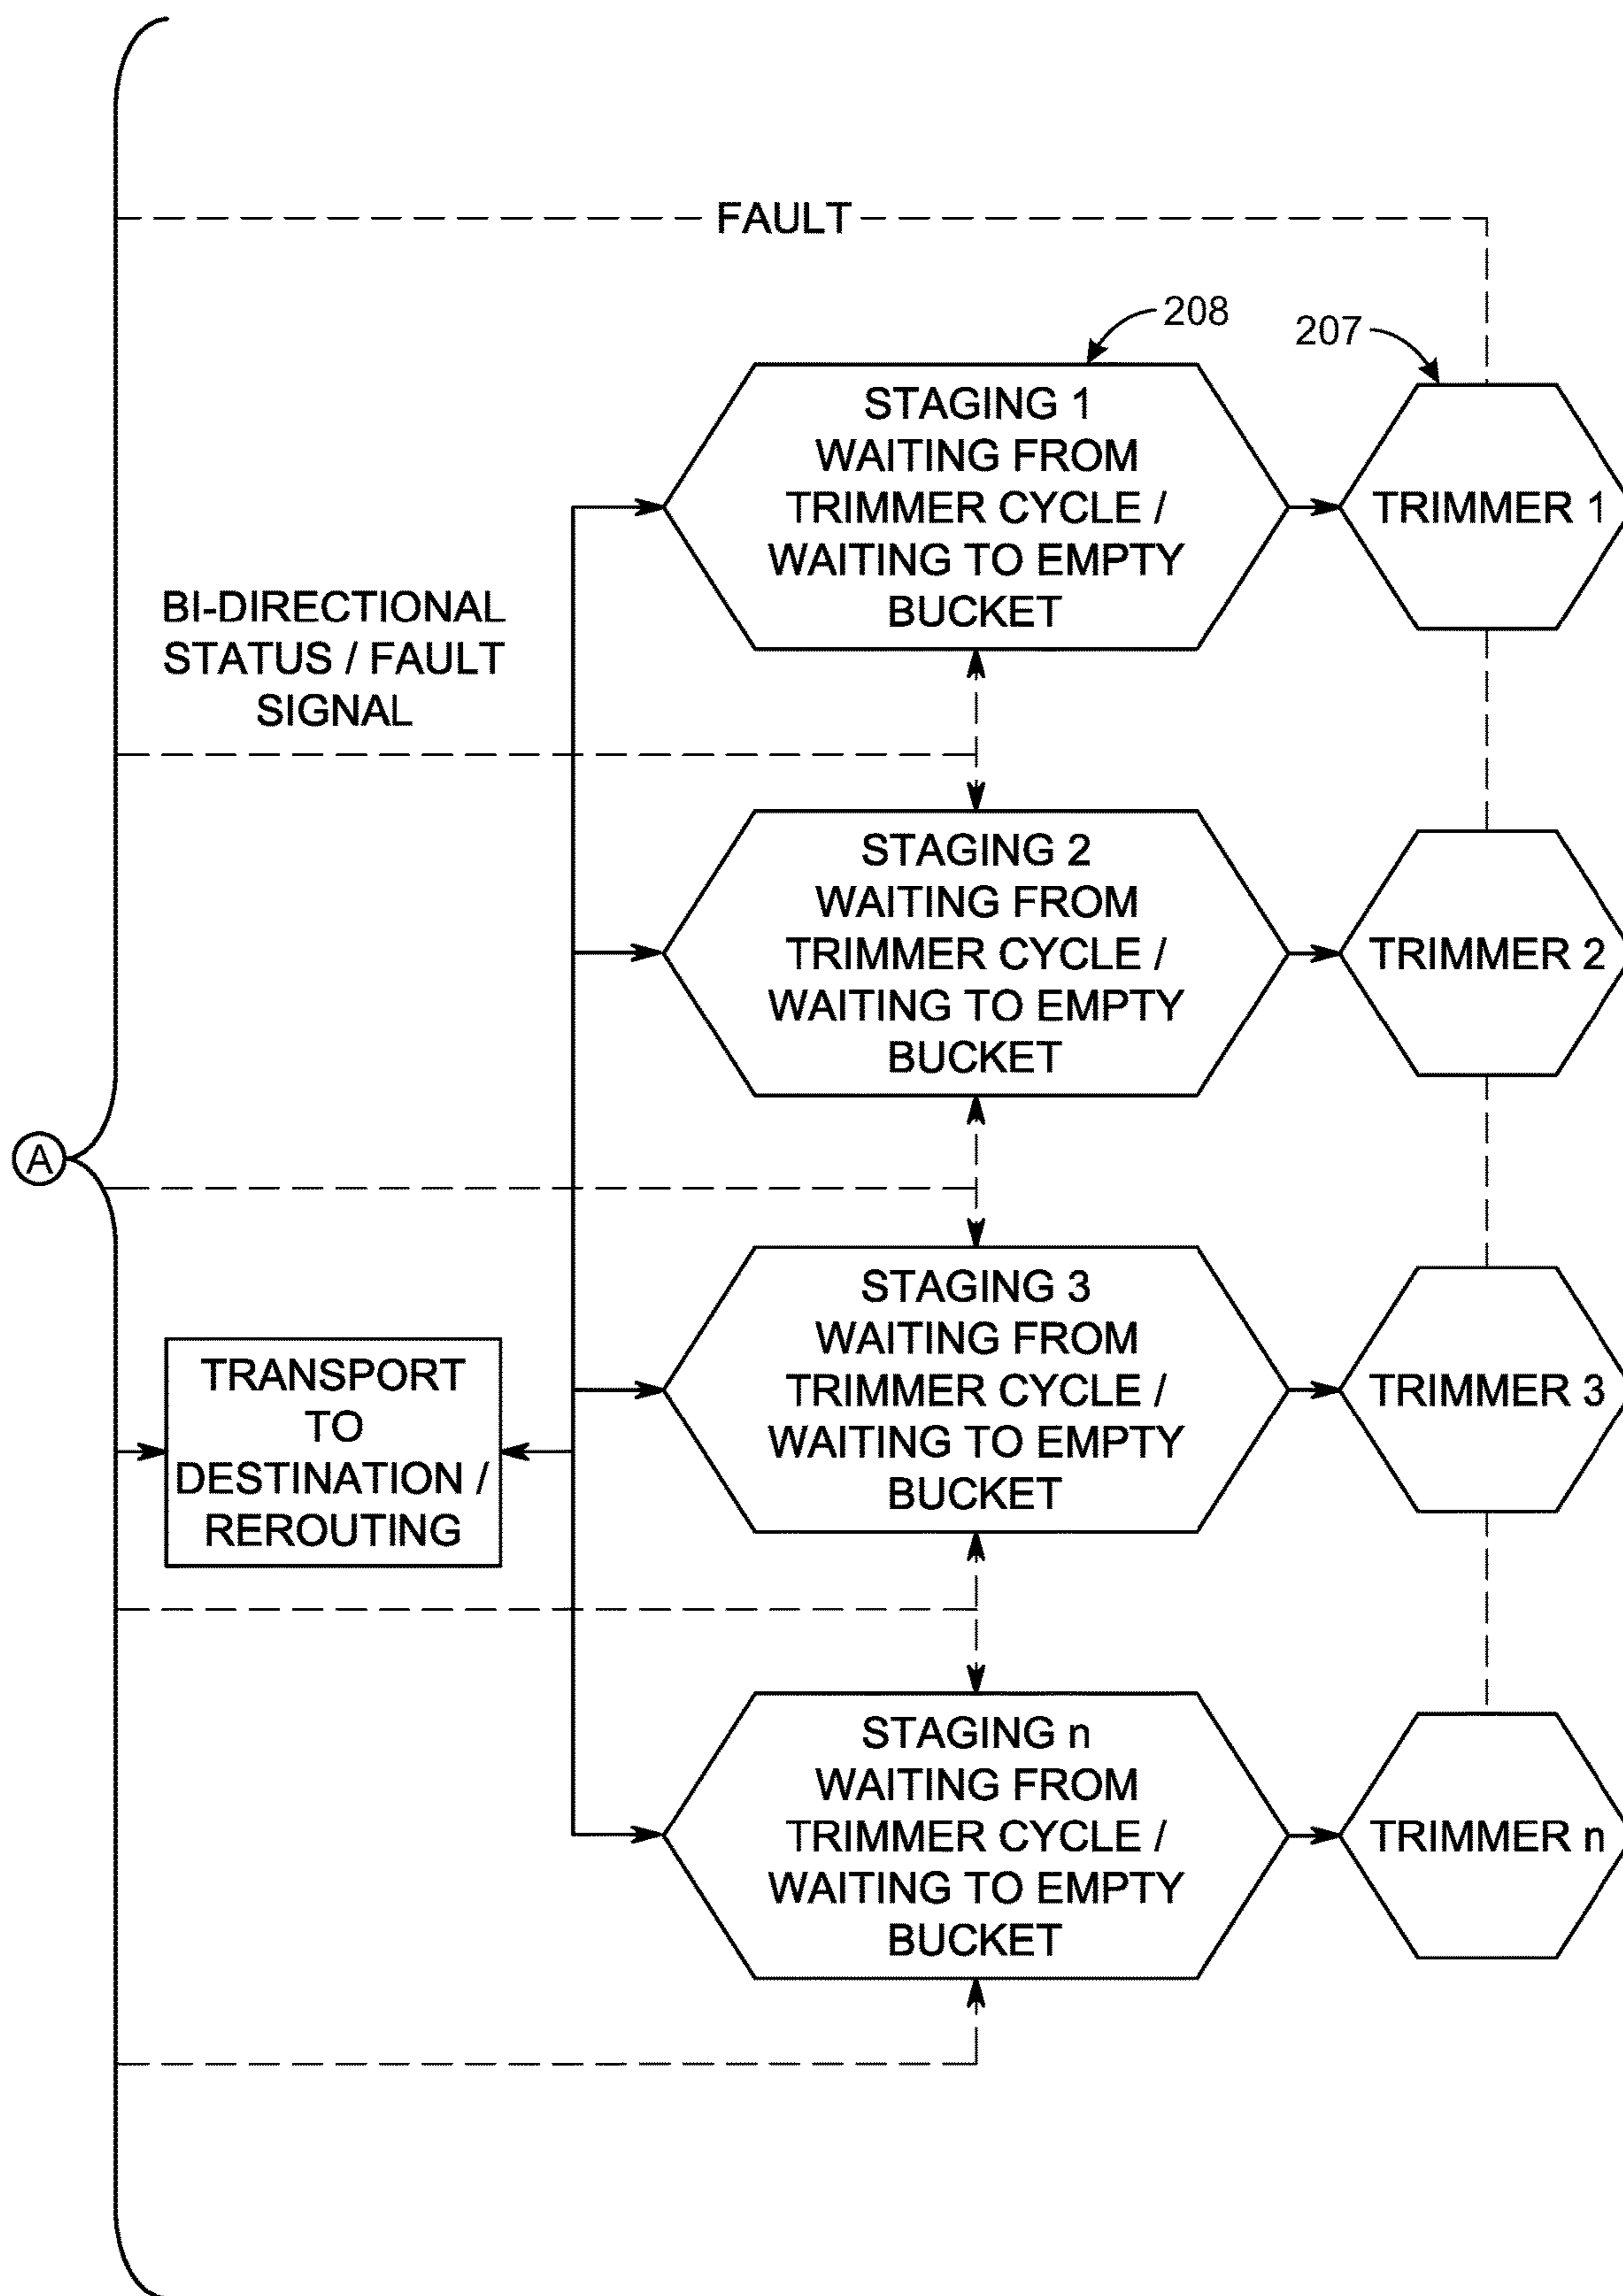 FAULT
208
207
STAGING 1
WAITING FROM
TRIMMER CYCLE /
WAITING TO EMPTY
BUCKET
TRIMMER 1
BI-DIRECTIONAL
STATUS / FAULT
SIGNAL
STAGING 2
WAITING FROM
TRIMMER CYCLE /
WAITING TO EMPTY
BUCKET
TRIMMER 2
A
STAGING 3
WAITING FROM
TRIMMER CYCLE /
WAITING TO EMPTY
BUCKET
TRIMMER 3
TRANSPORT
TO
DESTINATION /
REROUTING
STAGING n
WAITING FROM
TRIMMER CYCLE /
WAITING TO EMPTY
BUCKET
TRIMMER n